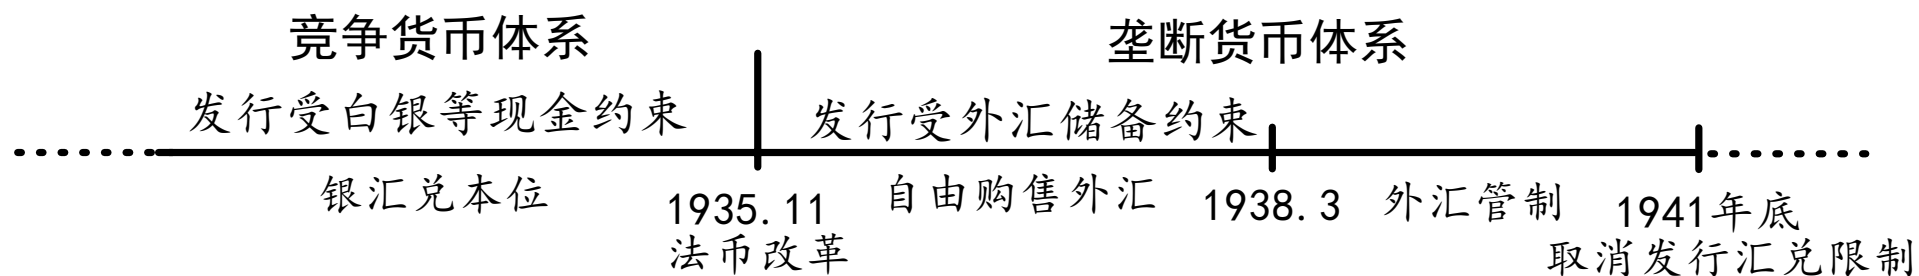 竞争货币体系
垄断货币体系
发行受白银等现金约束
发行受外汇储备约束
银汇兑本位
1935.11
法币改革
自由购售外汇
1938.3
外汇管制
1941年底
取消发行汇兑限制